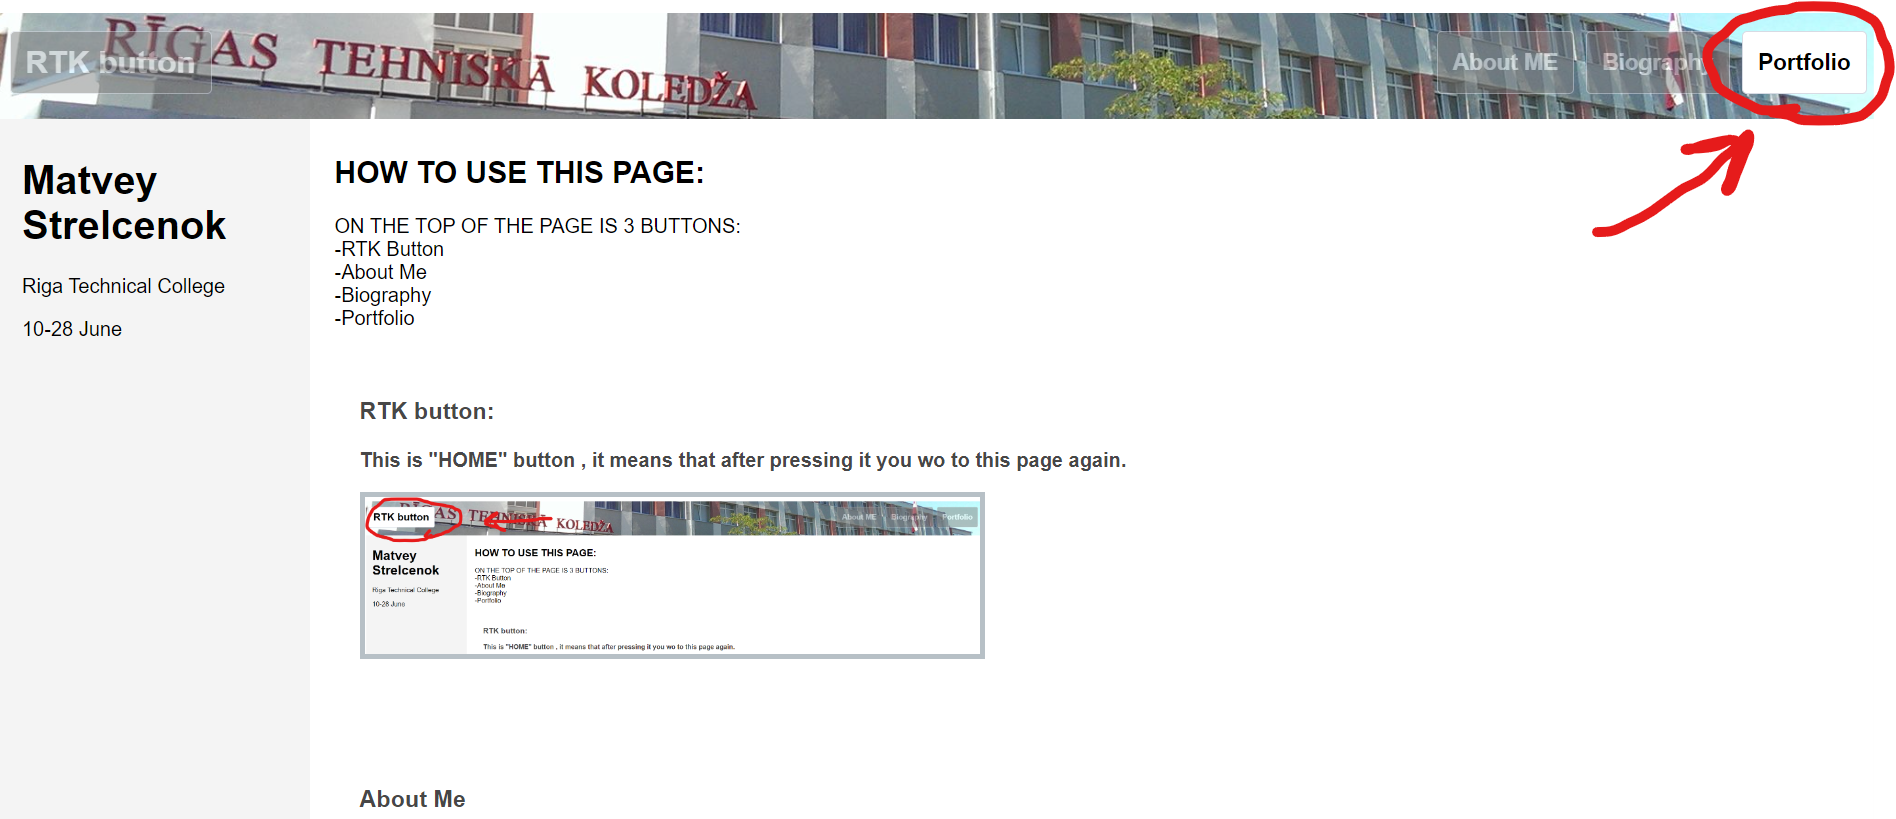 RĪGAS TEHNISKĀ KOLEDŽA
RTK button
About ME
Biography
Portfolio
Matvey
Strelcenok
Riga Technical College
10-28 June
HOW TO USE THIS PAGE:
ON THE TOP OF THE PAGE IS 3 BUTTONS:
-RTK Button
-About Me
-Biography
-Portfolio
RTK button:
This is "HOME" button , it means that after pressing it you wo to this page again.
RTK button
RĪGAS TEHNISKĀ KOLEDŽA
About ME
Biography
Portfolio
Matvey
Strelcenok
Riga Technical College
10-28 June
HOW TO USE THIS PAGE:
ON THE TOP OF THE PAGE IS 3 BUTTONS:
-RTK Button
-About Me
-Biography
-Portfolio
RTK button:
This is "HOME" button , it means that after pressing it you wo to this page again.
About Me